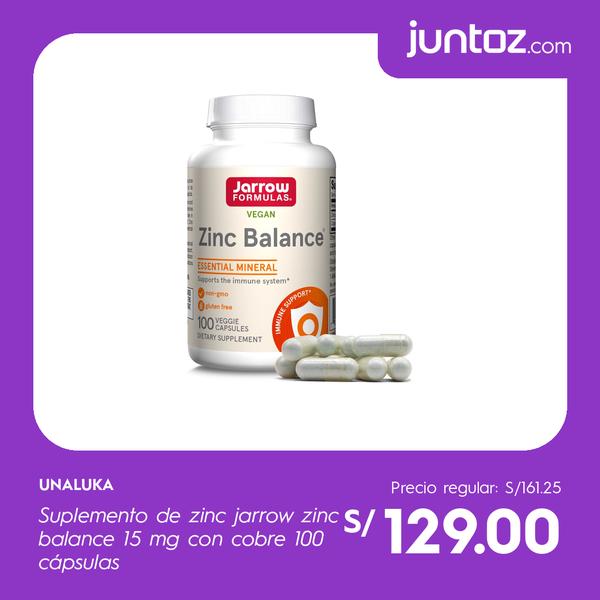 juntoz.com
Jarrow
FORMULAS®
VEGAN
Zinc Balance®
ESSENTIAL MINERAL
Supports the immune system*
non-gmo
gluten free
100 VEGGIE
CAPSULES
DIETARY SUPPLEMENT
IMMUNE SUPPORT*
UNALUKA
Precio regular: S/161.25
Suplemento de zinc jarrow zinc
balance 15 mg con cobre 100
cápsulas
S/129.00